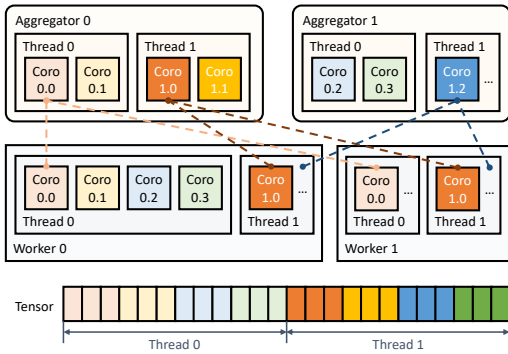 Aggregator 0
Aggregator 1
Thread 0
Thread 1
Thread 0
Thread 1
Coro
0.0
Coro
0.1
Coro
1.0
Coro
1.1
Coro
0.2
Coro
0.3
Coro
1.2
...
Coro
0.0
Coro
0.1
Coro
0.2
Coro
0.3
Thread 0
Coro
1.0
...
Thread 1
Worker 0
Coro
0.0
...
Thread 0
Coro
1.0
...
Thread 1
Worker 1
Tensor
Thread 0
Thread 1